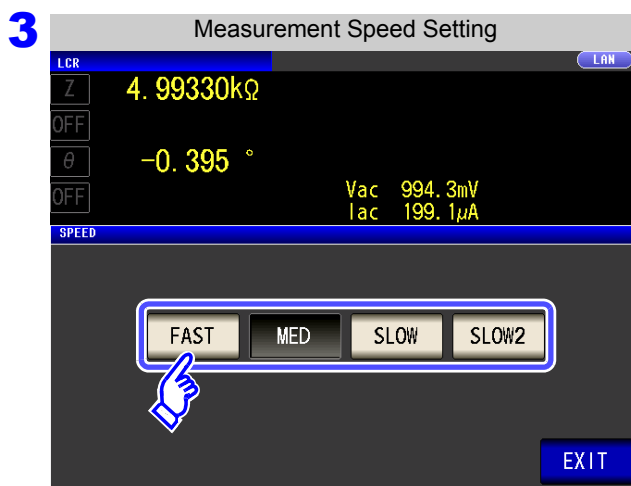 3
Measurement Speed Setting
LCR LAN
Z 4.99330kΩ
OFF
θ -0.395 °
OFF
Vac 994.3mV
Iac 199.1μA
SPEED
FAST MED SLOW SLOW2
EXIT